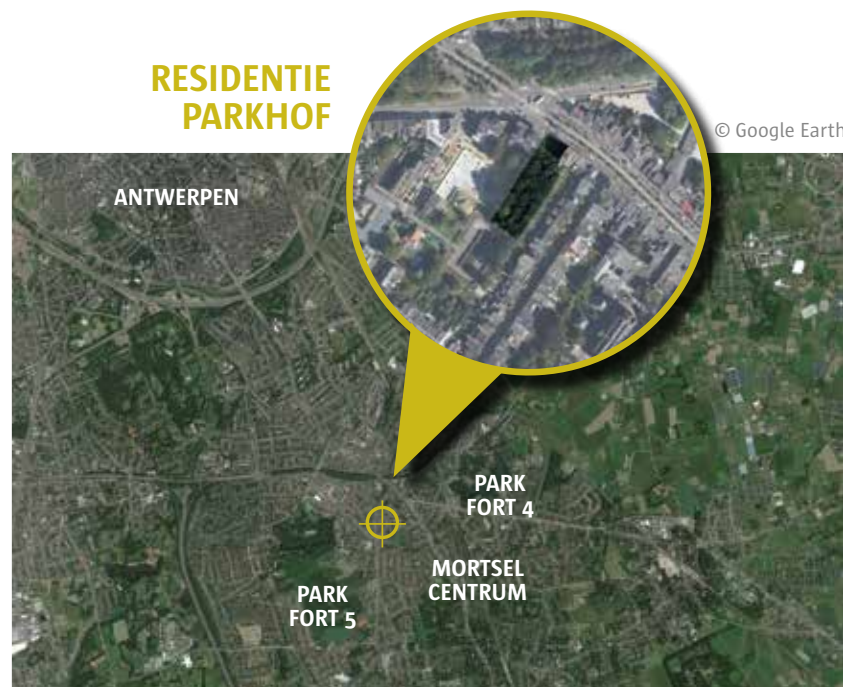 RESIDENTIE
PARKHOF
© Google Earth
ANTWERPEN
PARK
FORT 4
MORTSEL
CENTRUM
PARK
FORT 5